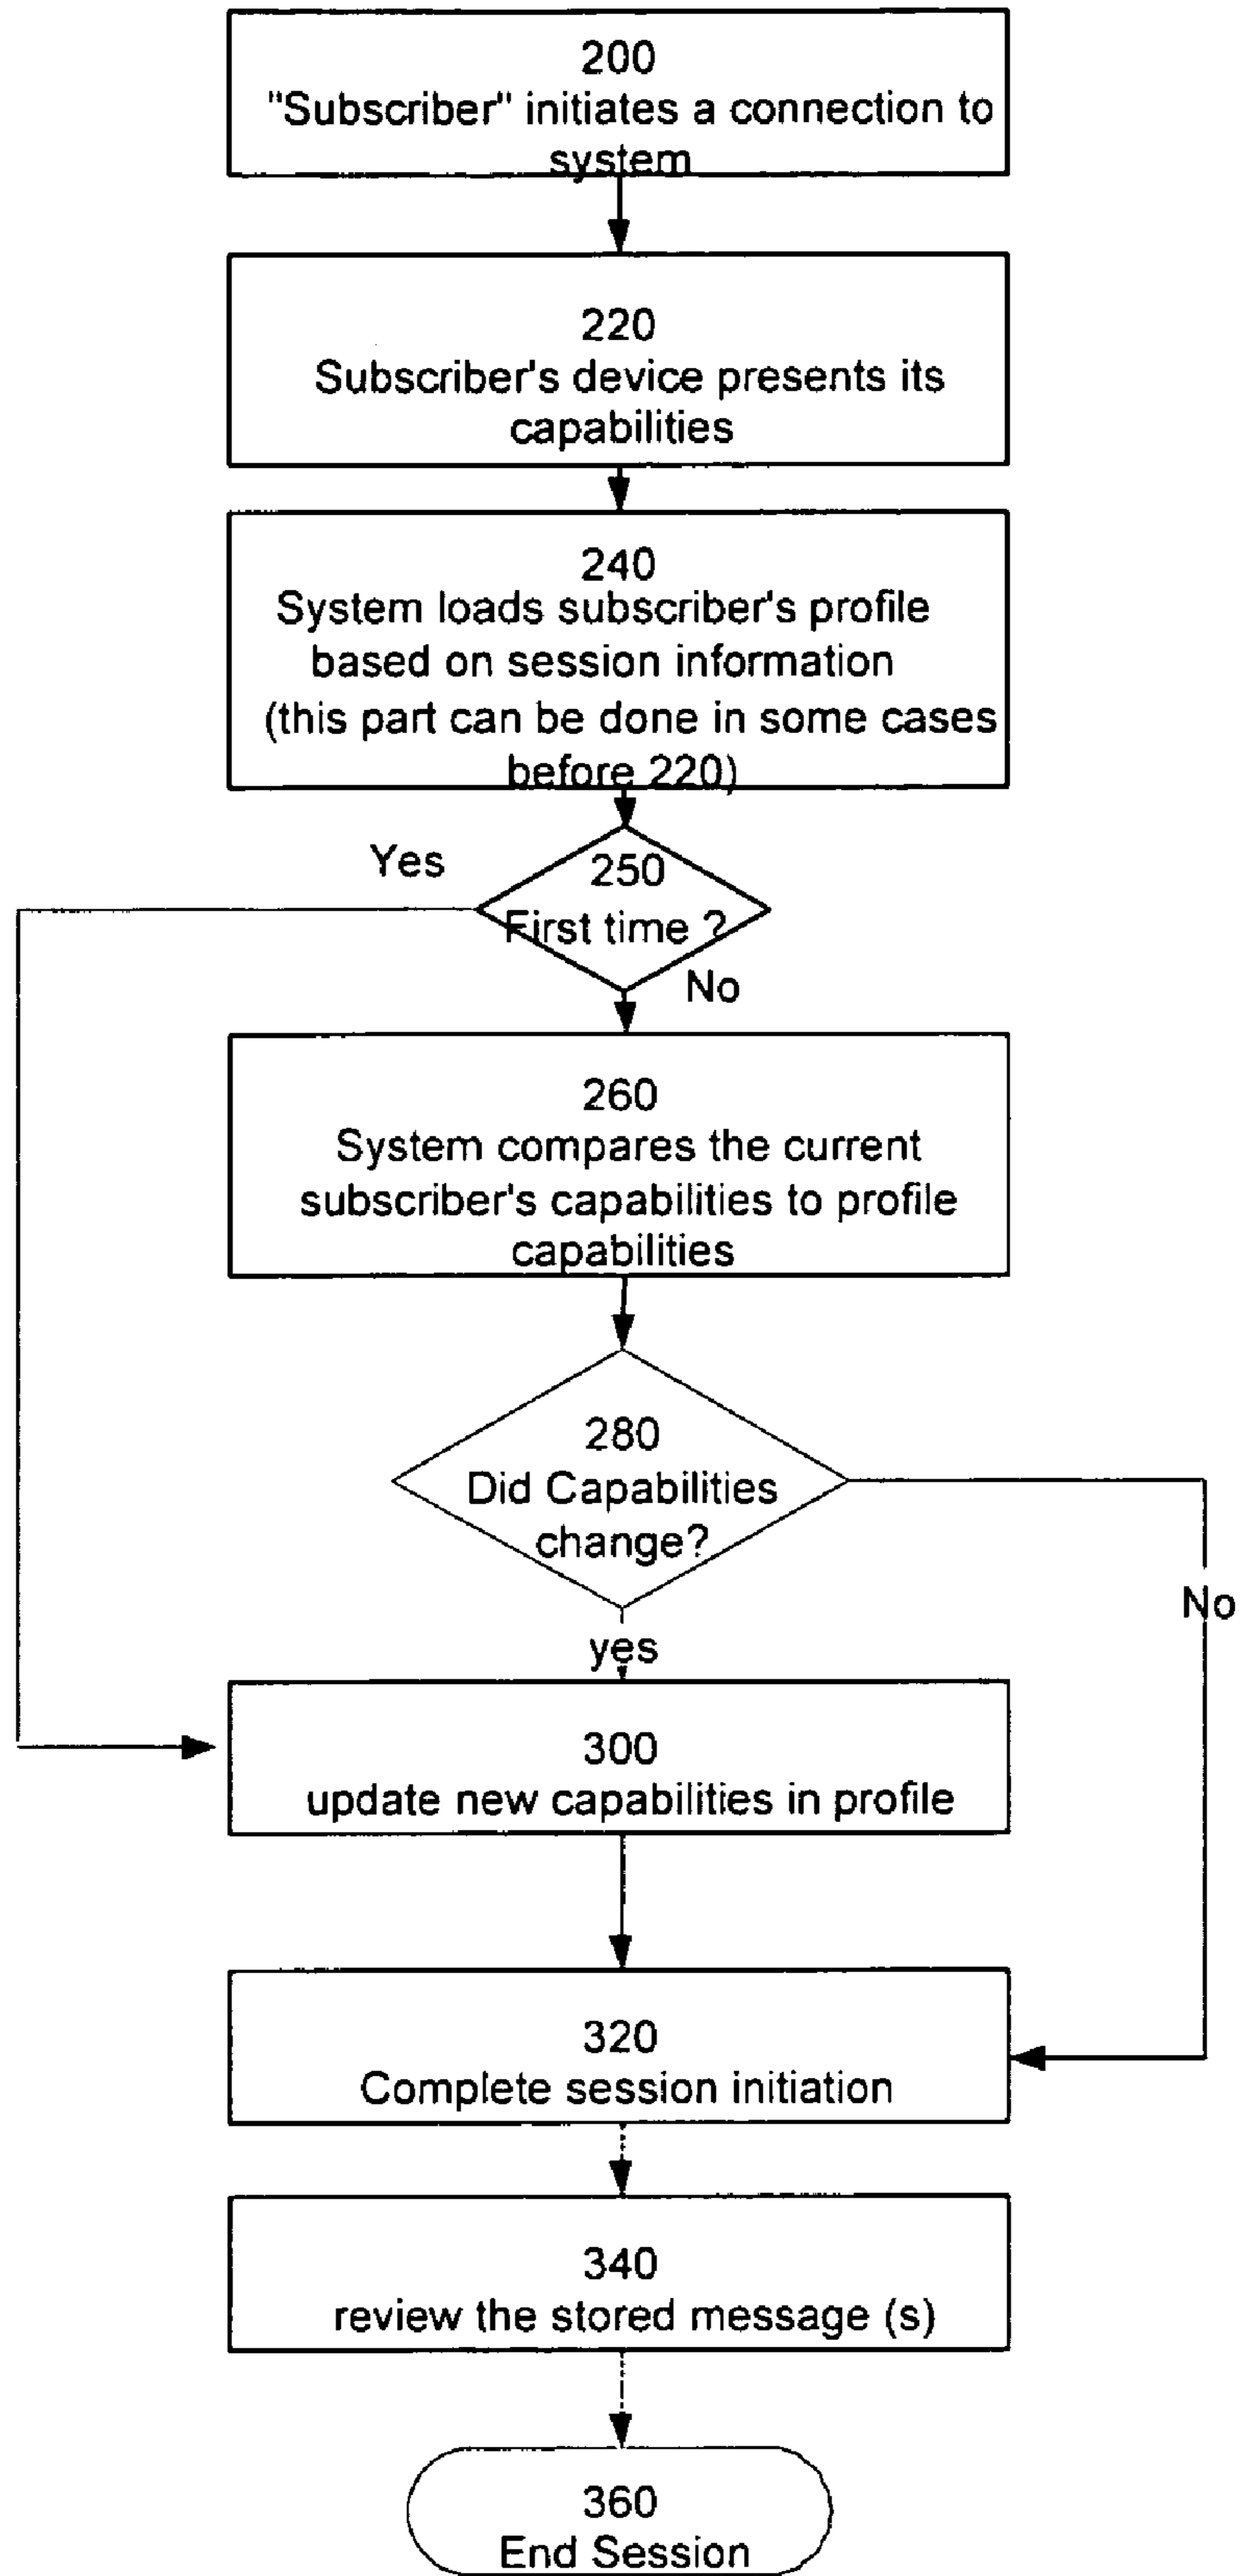 200
"Subscriber" initiates a connection to
system
220
Subscriber's device presents its
capabilities
240
System loads subscriber's profile
based on session information
(this part can be done in some cases
before 220)
Yes
250
First time ?
No
260
System compares the current
subscriber's capabilities to profile
capabilities
280
Did Capabilities
change?
No
yes
300
update new capabilities in profile
320
Complete session initiation
340
review the stored message (s)
360
End Session